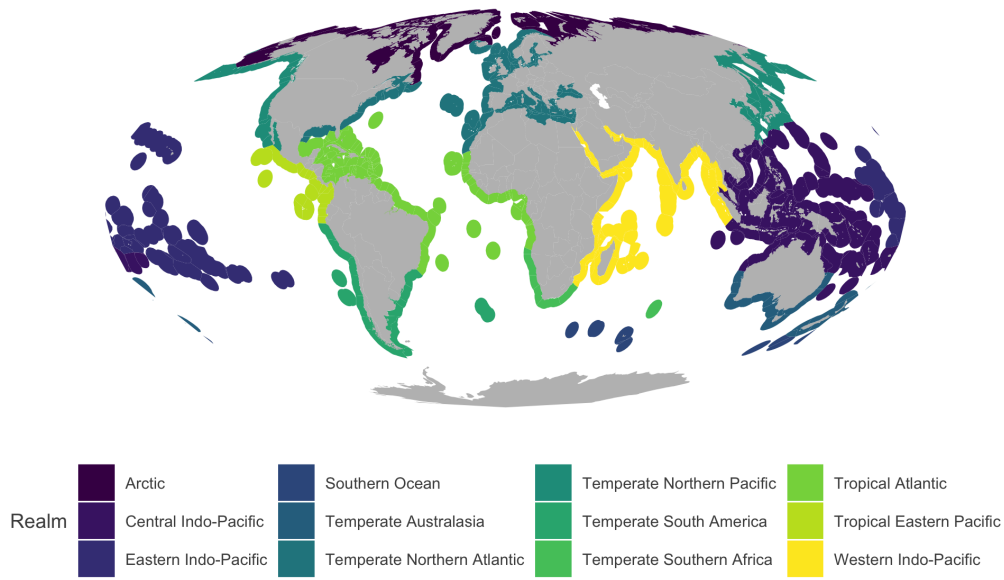 Arctic
Southern Ocean
Temperate Northern Pacific
Tropical Atlantic
Realm
Central Indo-Pacific
Temperate Australasia
Temperate South America
Tropical Eastern Pacific
Eastern Indo-Pacific
Temperate Northern Atlantic
Temperate Southern Africa
Western Indo-Pacific